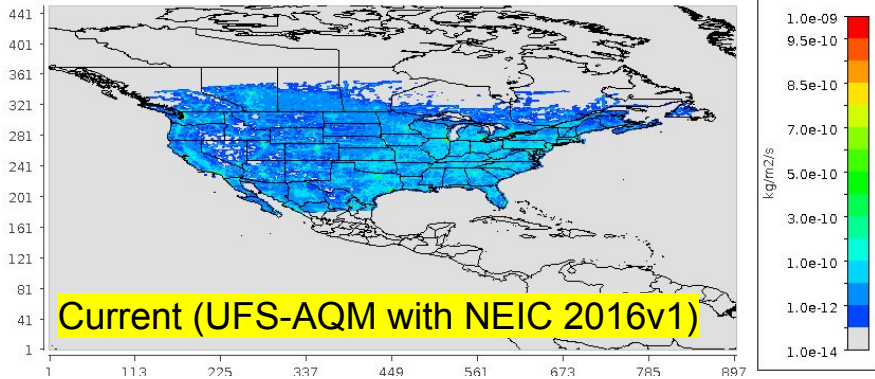 441
401
361
321
281
241
201
161
121
81
41
1
Current (UFS-AQM with NEIC 2016v1)
1 113 225 337 449 561 673 785 897
kg/m2/s
1.0e-09
9.5e-10
8.5e-10
7.0e-10
5.0e-10
3.0e-10
1.0e-10
1.0e-12
1.0e-14